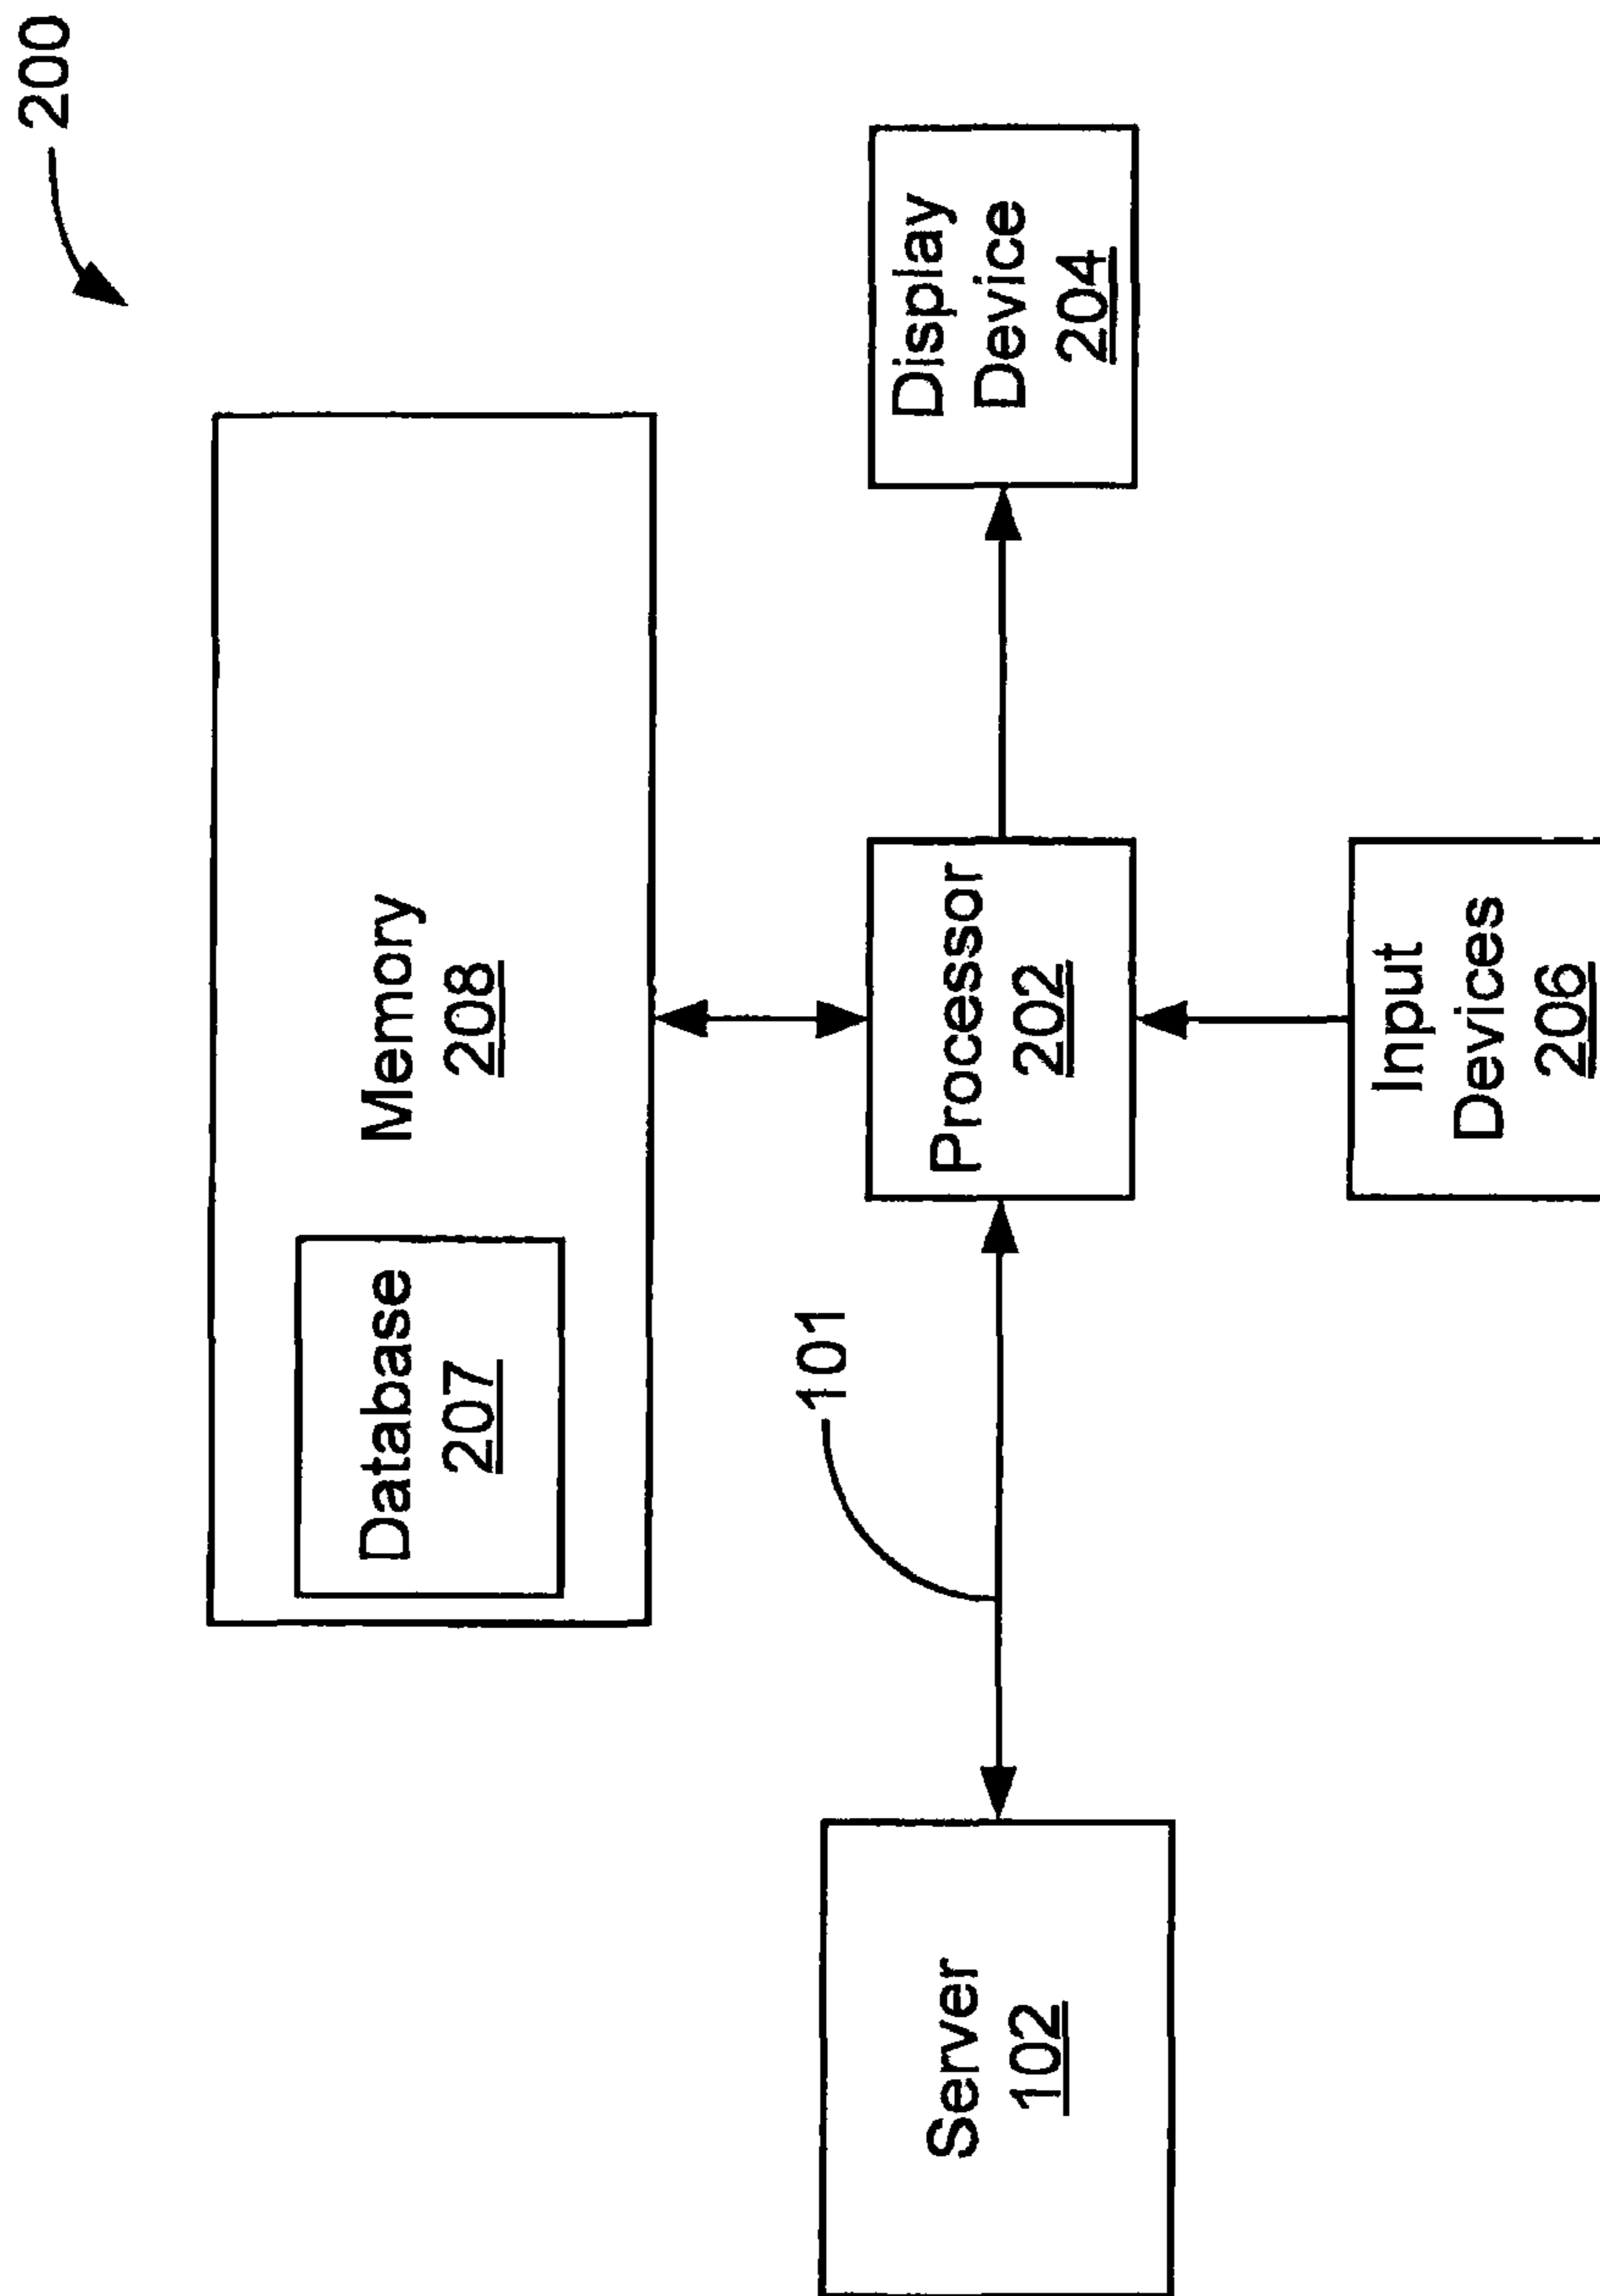 200
Memory
208
Database
207
Display
Device
204
Processor
202
101
Server
102
Input
Devices
206